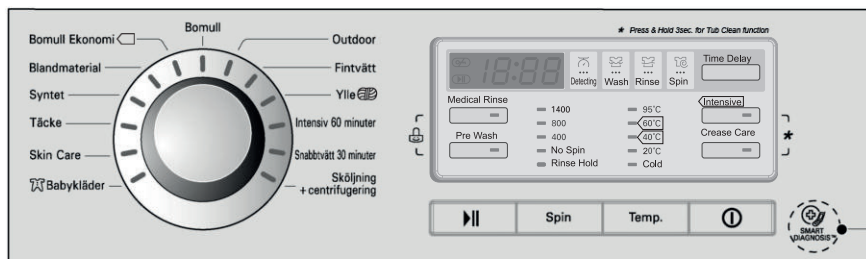 Bomull
Bomull Ekonomi
Blandmaterial
Syntet
Täcke
Skin Care
Babykläder
Outdoor
Fintvätt
Ylle
Intensiv 60 minuter
Snabbtvätt 30 minuter
Sköljning
+ centrifugering
* Press & Hold 3sec. for Tub Clean function
18:88
Detecting
Wash
Rinse
Spin
Time Delay
Medical Rinse
Pre Wash
1400
800
400
No Spin
Rinse Hold
95°C
60°C
40°C
20°C
Cold
Intensive
Crease Care
*
Spin
Temp.
SMART
DIAGNOSIS™